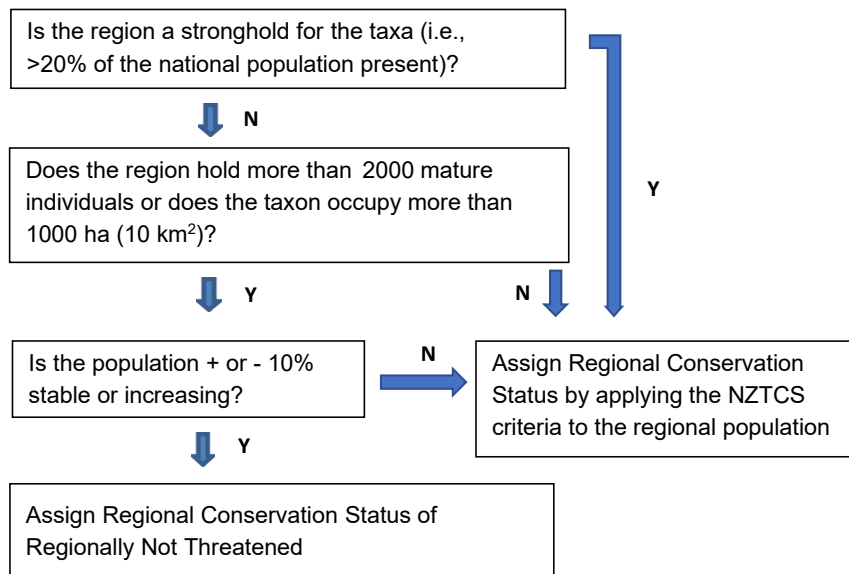 Is the region a stronghold for the taxa (i.e.,
>20% of the national population present)?
N
Does the region hold more than 2000 mature
individuals or does the taxon occupy more than
1000 ha (10 km²)?
Y
Y
N
Is the population + or - 10%
stable or increasing?
N
Assign Regional Conservation
Status by applying the NZTCS
criteria to the regional population
Y
Assign Regional Conservation Status of
Regionally Not Threatened